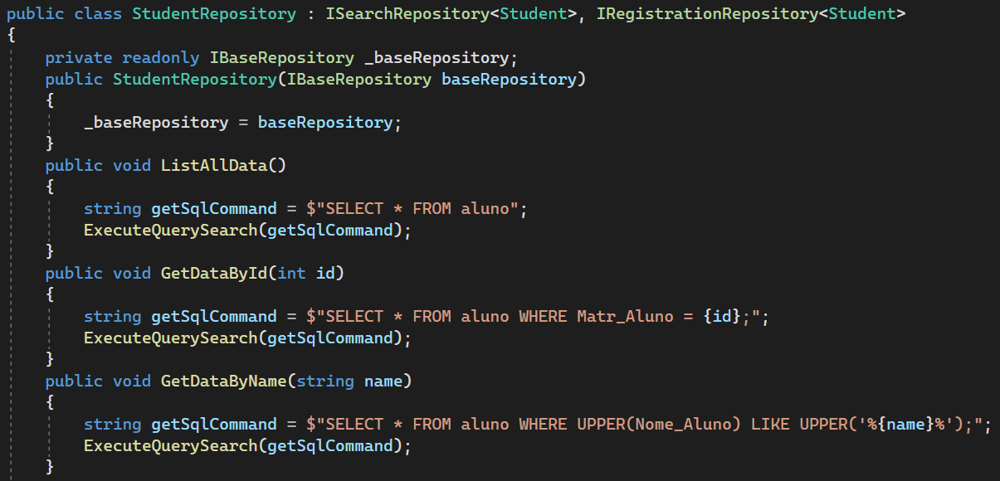 public class StudentRepository : ISearchRepository<Student>, IRegistrationRepository<Student>
{
    private readonly IBaseRepository _baseRepository;
    public StudentRepository(IBaseRepository baseRepository)
    {
        _baseRepository = baseRepository;
    }
    public void ListAllData()
    {
        string getSqlCommand = $"SELECT * FROM aluno";
        ExecuteQuerySearch(getSqlCommand);
    }
    public void GetDataById(int id)
    {
        string getSqlCommand = $"SELECT * FROM aluno WHERE Matr_Aluno = {id};";
        ExecuteQuerySearch(getSqlCommand);
    }
    public void GetDataByName(string name)
    {
        string getSqlCommand = $"SELECT * FROM aluno WHERE UPPER(Nome_Aluno) LIKE UPPER('%{name}%');";
        ExecuteQuerySearch(getSqlCommand);
    }